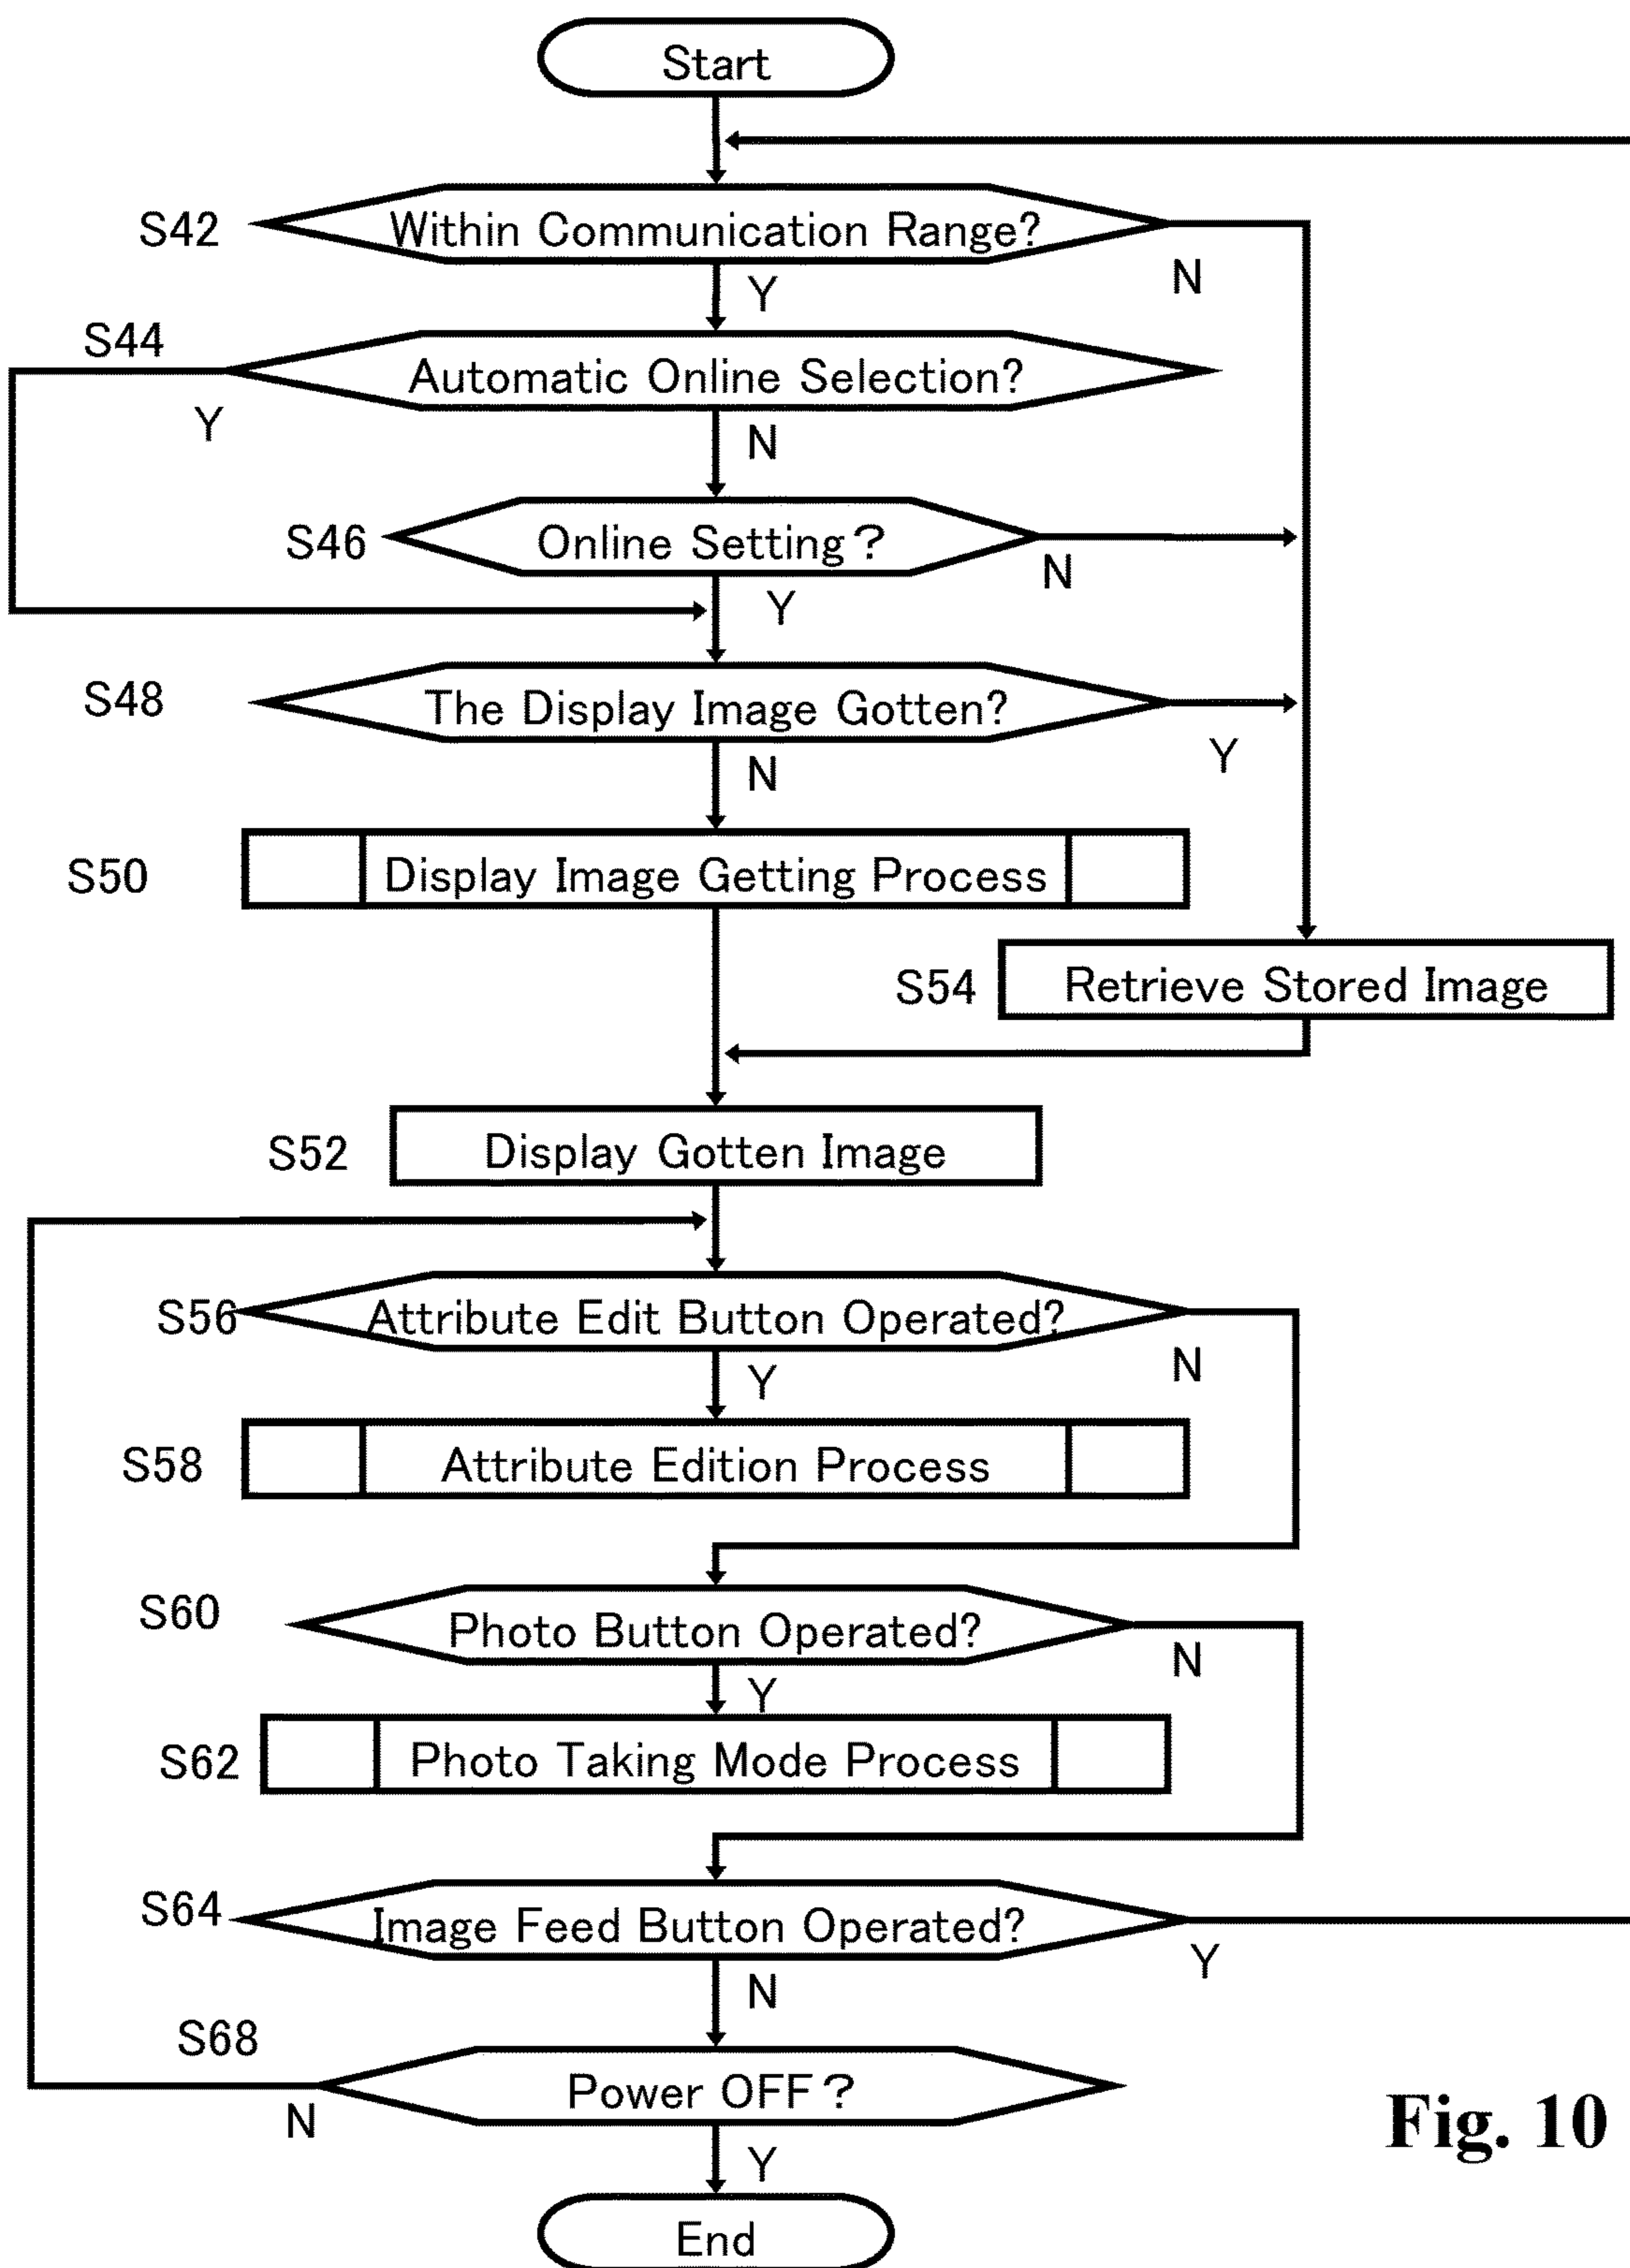 Start
S42
Within Communication Range?
N
Y
S44
Automatic Online Selection?
Y
N
S46
Online Setting?
N
Y
S48
The Display Image Gotten?
Y
N
S50
Display Image Getting Process
S54
Retrieve Stored Image
S52
Display Gotten Image
S56
Attribute Edit Button Operated?
N
Y
S58
Attribute Edition Process
S60
Photo Button Operated?
N
Y
S62
Photo Taking Mode Process
S64
Image Feed Button Operated?
Y
N
S68
Power OFF?
N
Y
End
Fig. 10